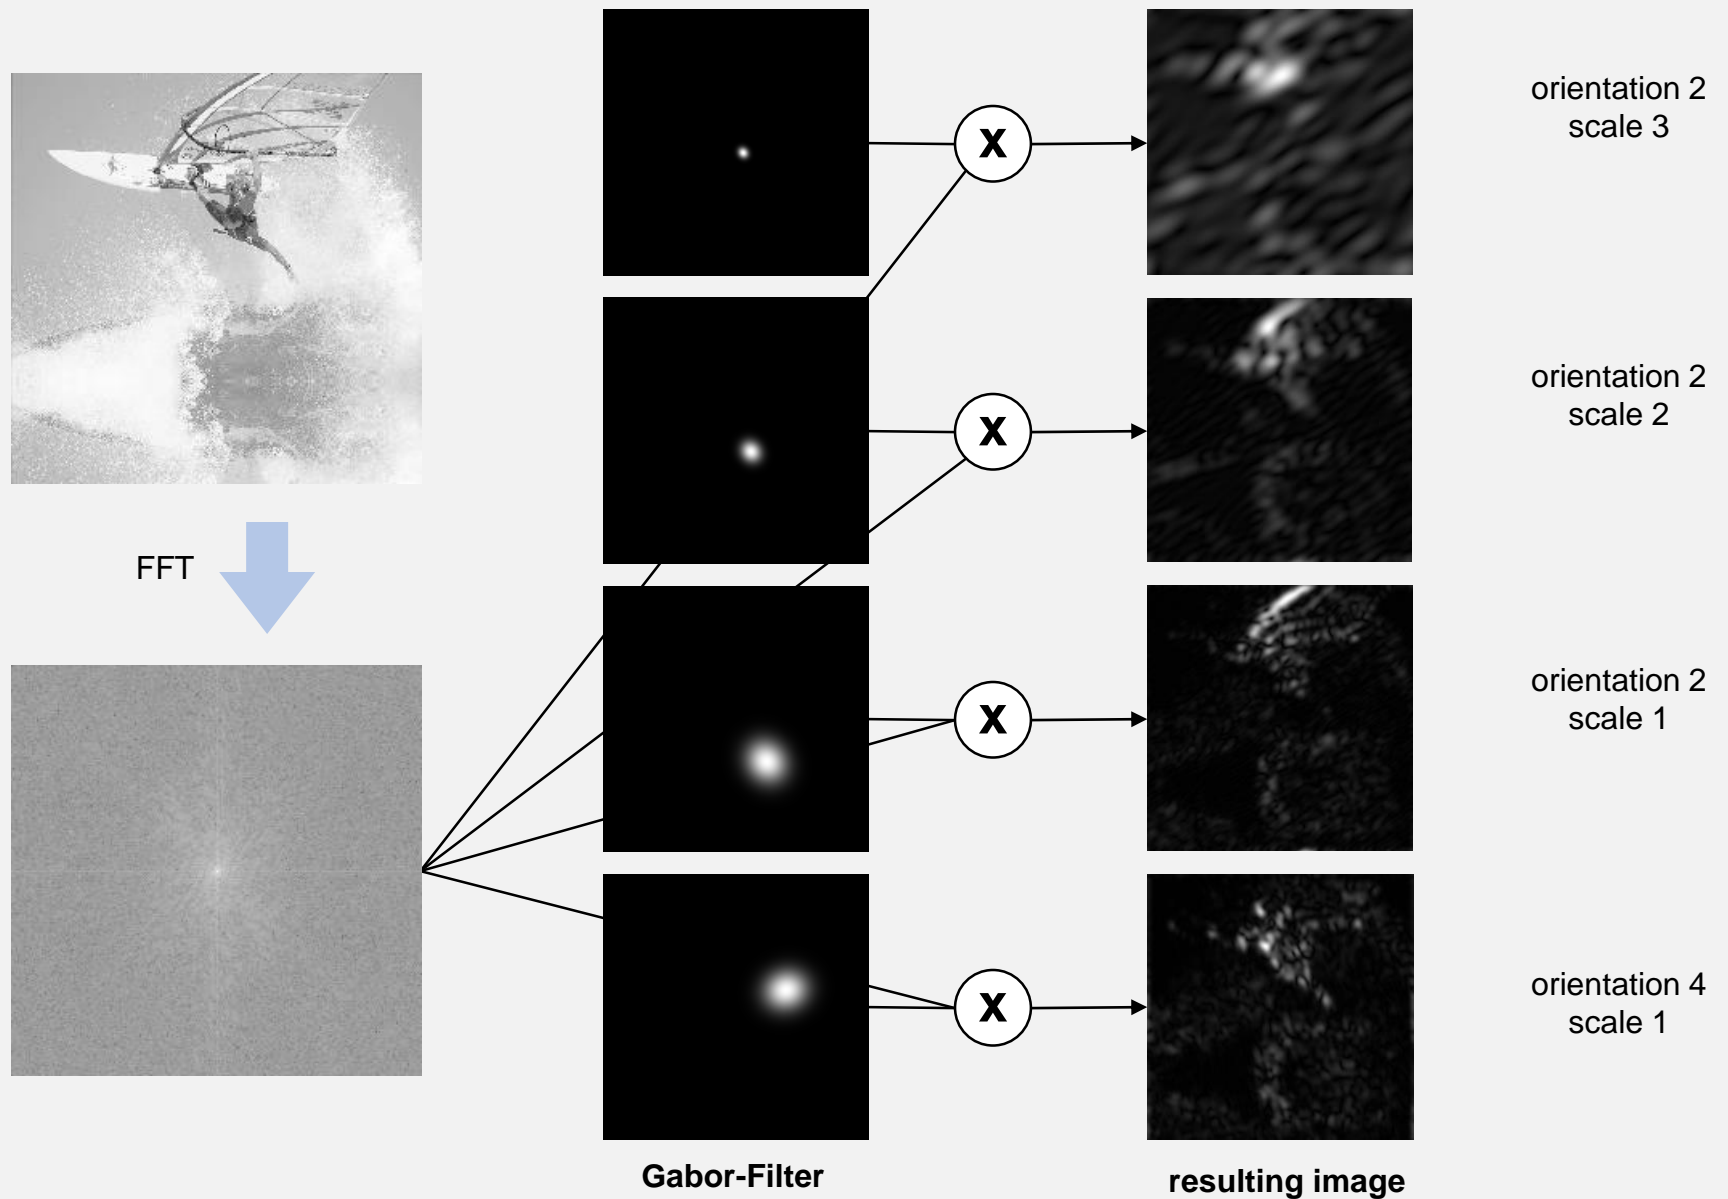 orientation 2
scale 3
X
orientation 2
scale 2
X
FFT
orientation 2
scale 1
X
orientation 4
scale 1
X
Gabor-Filter
resulting image